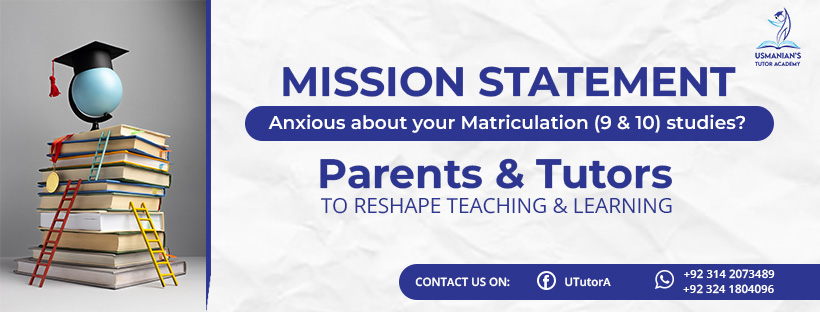 USMANIAN'S
TUTOR ACADEMY
MISSION STATEMENT
Anxious about your Matriculation (9 & 10) studies?
Parents & Tutors
TO RESHAPE TEACHING & LEARNING
CONTACT US ON:
UTutorA
+92 314 2073489
+92 324 1804096